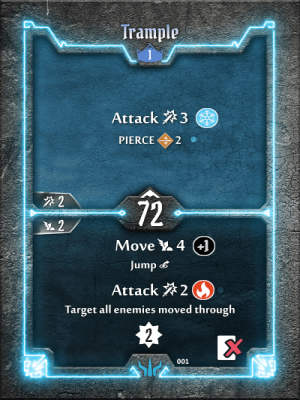 Trample
1
Attack 3
PIERCE 2
2
72
2
Move 4 +1
Jump
Attack 2
Target all enemies moved through
2
001